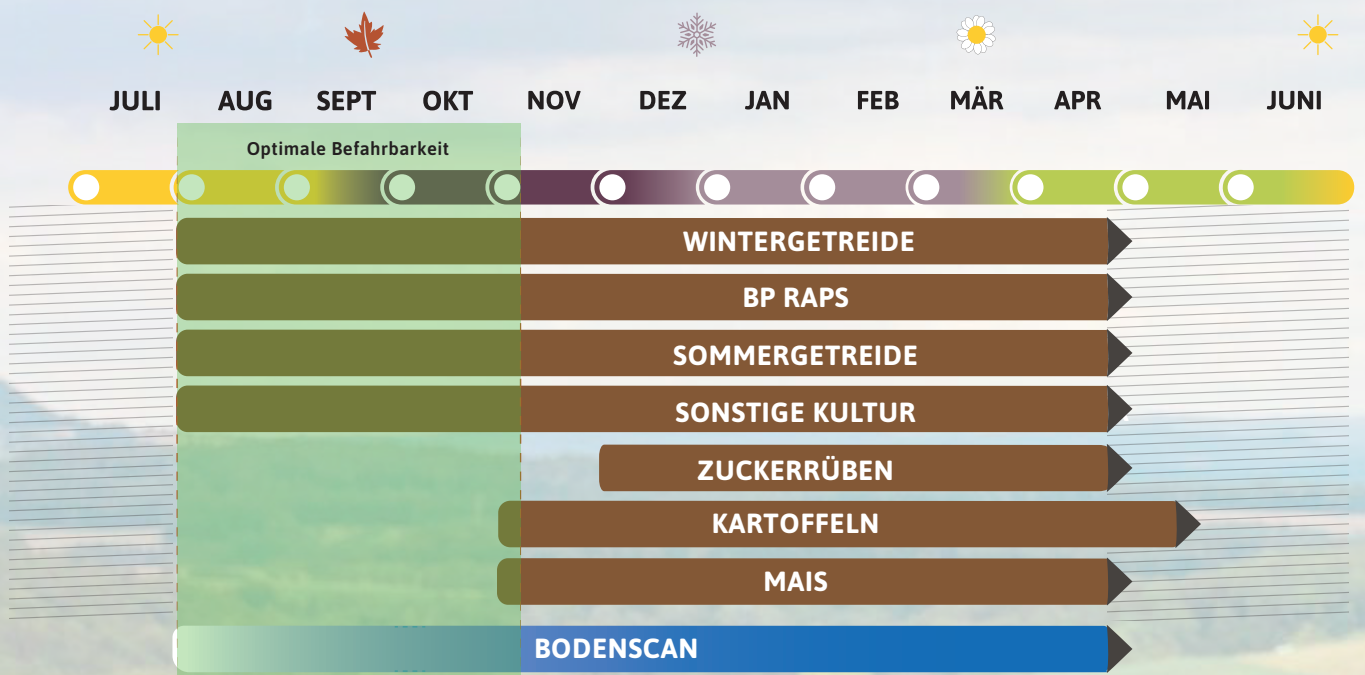 JULI AUG SEPT OKT NOV DEZ JAN FEB MÄR APR MAI JUNI
Optimale Befahrbarkeit
WINTERGETREIDE
BP RAPS
SOMMERGETREIDE
SONSTIGE KULTUR
ZUCKERRÜBEN
KARTOFFELN
MAIS
BODENSCAN